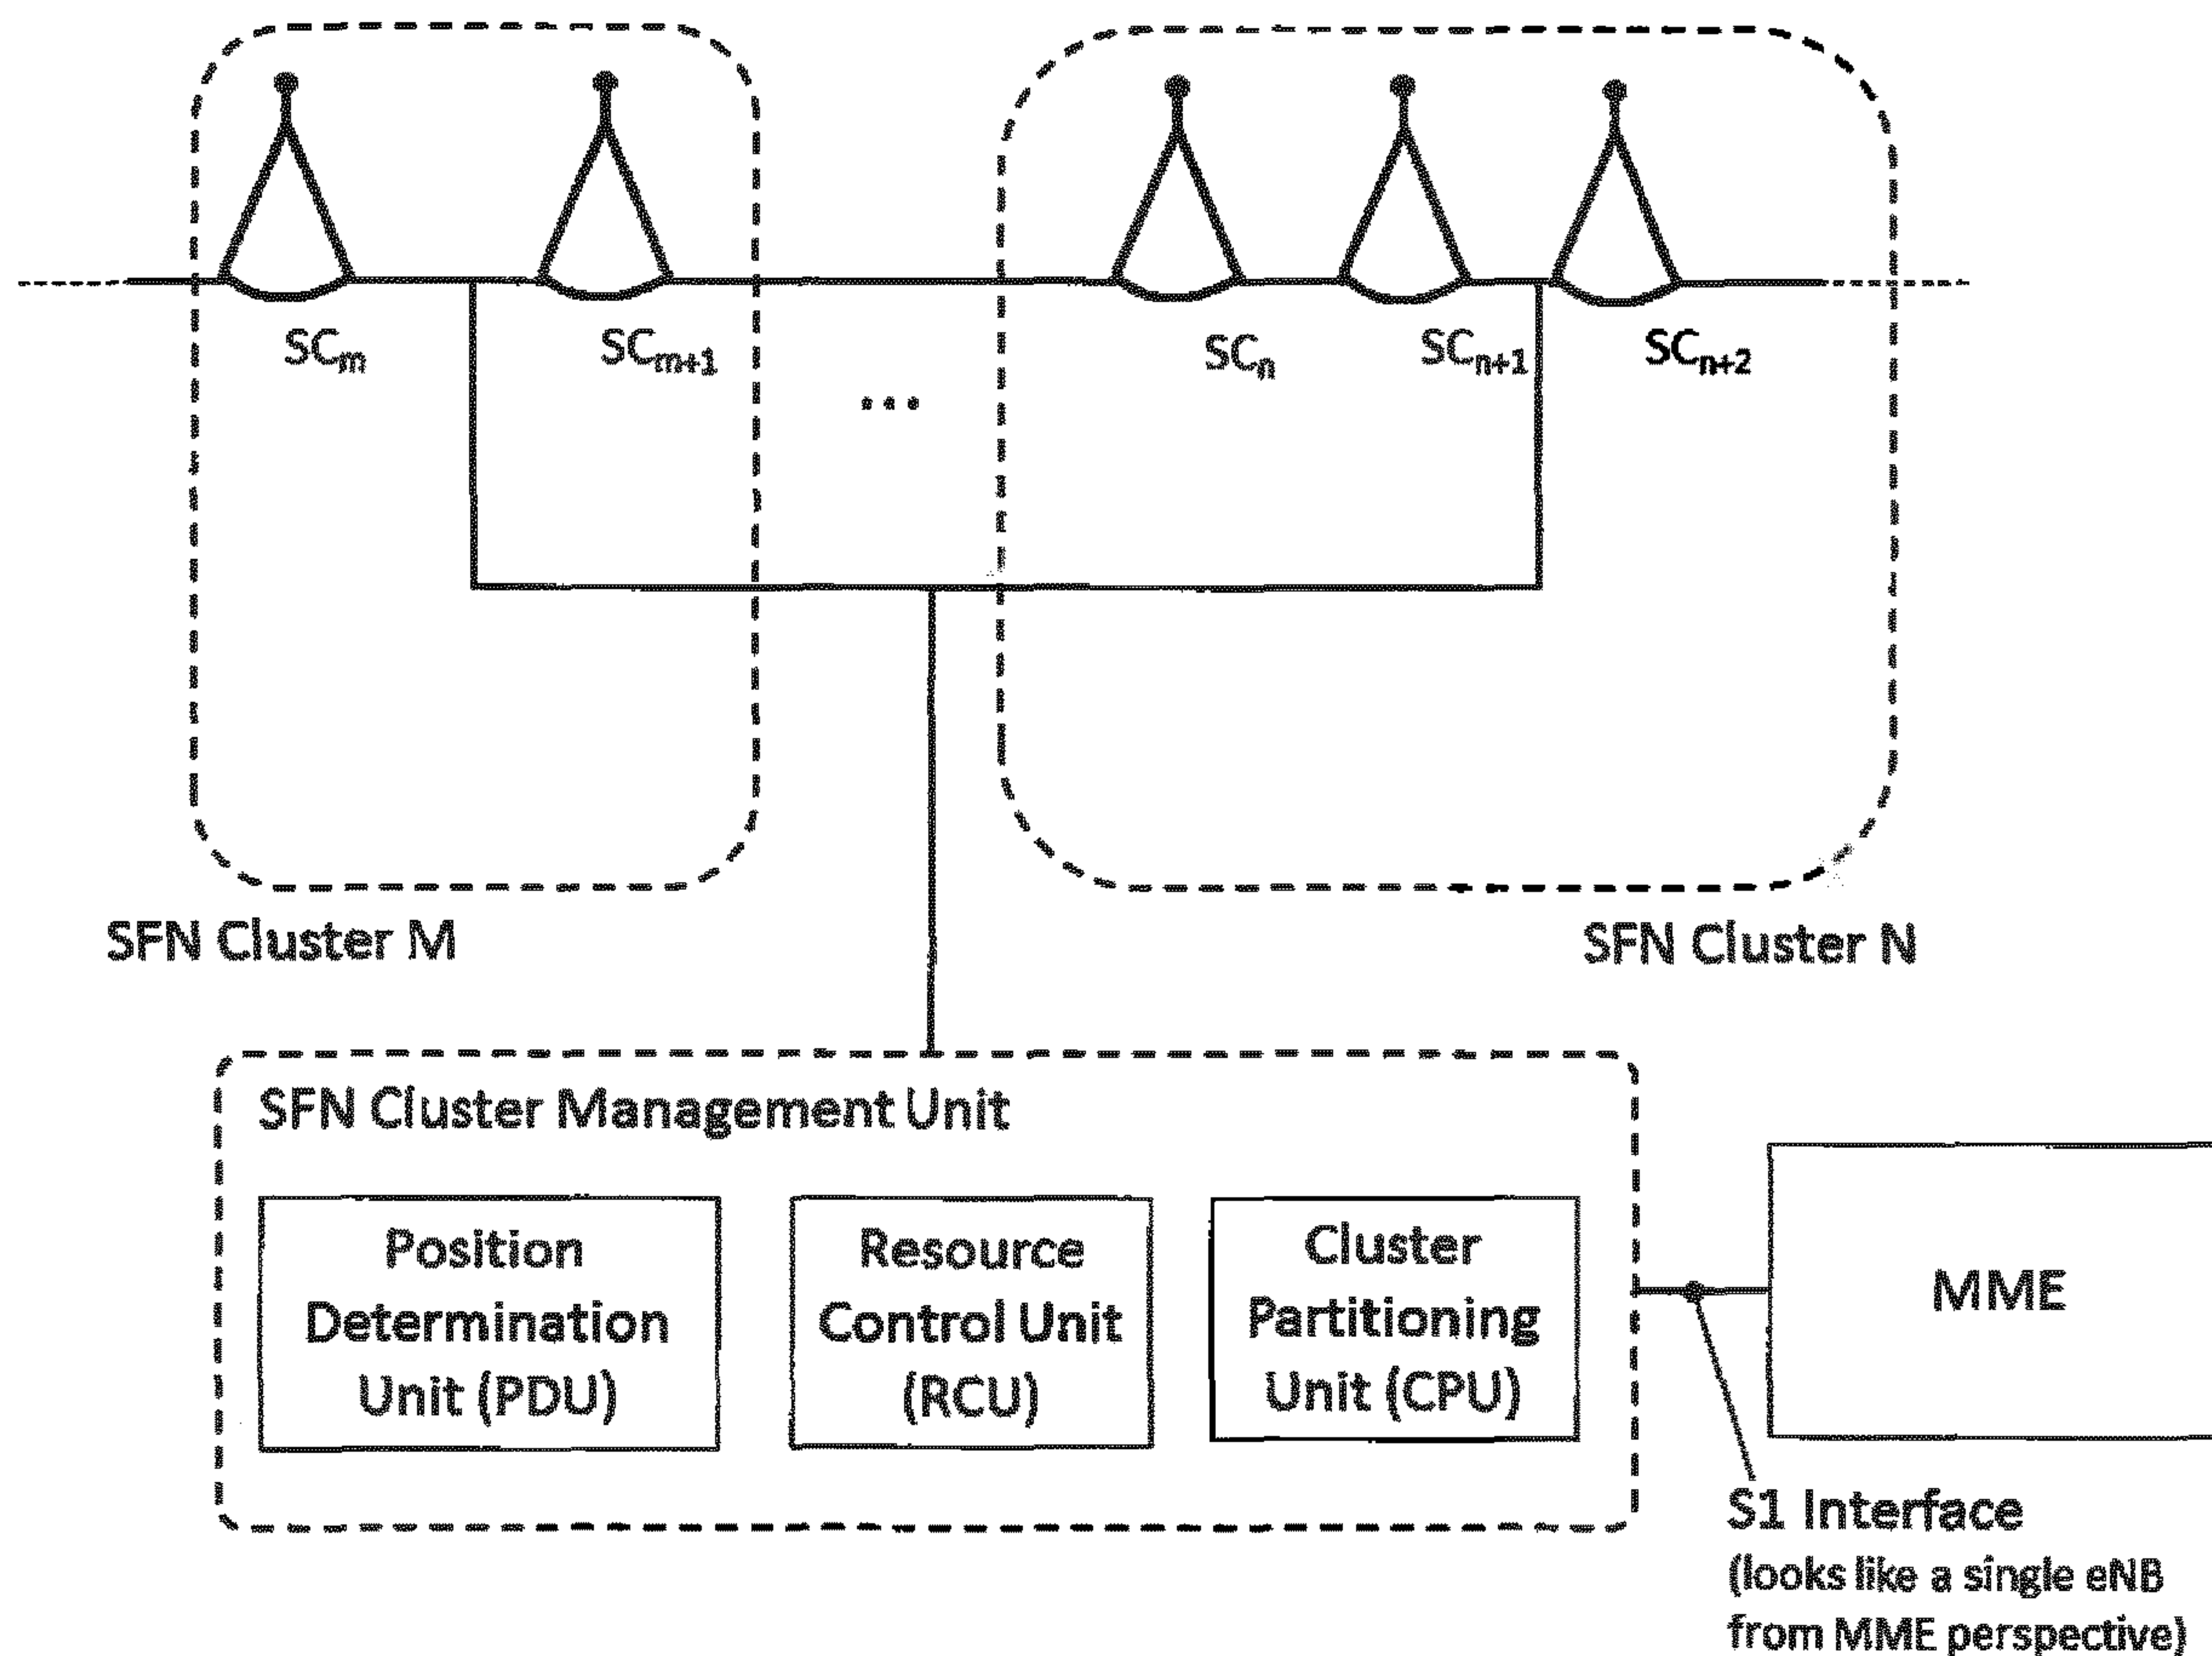 SCm
SCm+1
SCn
SCn+1
SCn+2
...
SFN Cluster M
SFN Cluster N
SFN Cluster Management Unit
Position
Determination
Unit (PDU)
Resource
Control Unit
(RCU)
Cluster
Partitioning
Unit (CPU)
MME
S1 Interface
(looks like a single eNB
from MME perspective)